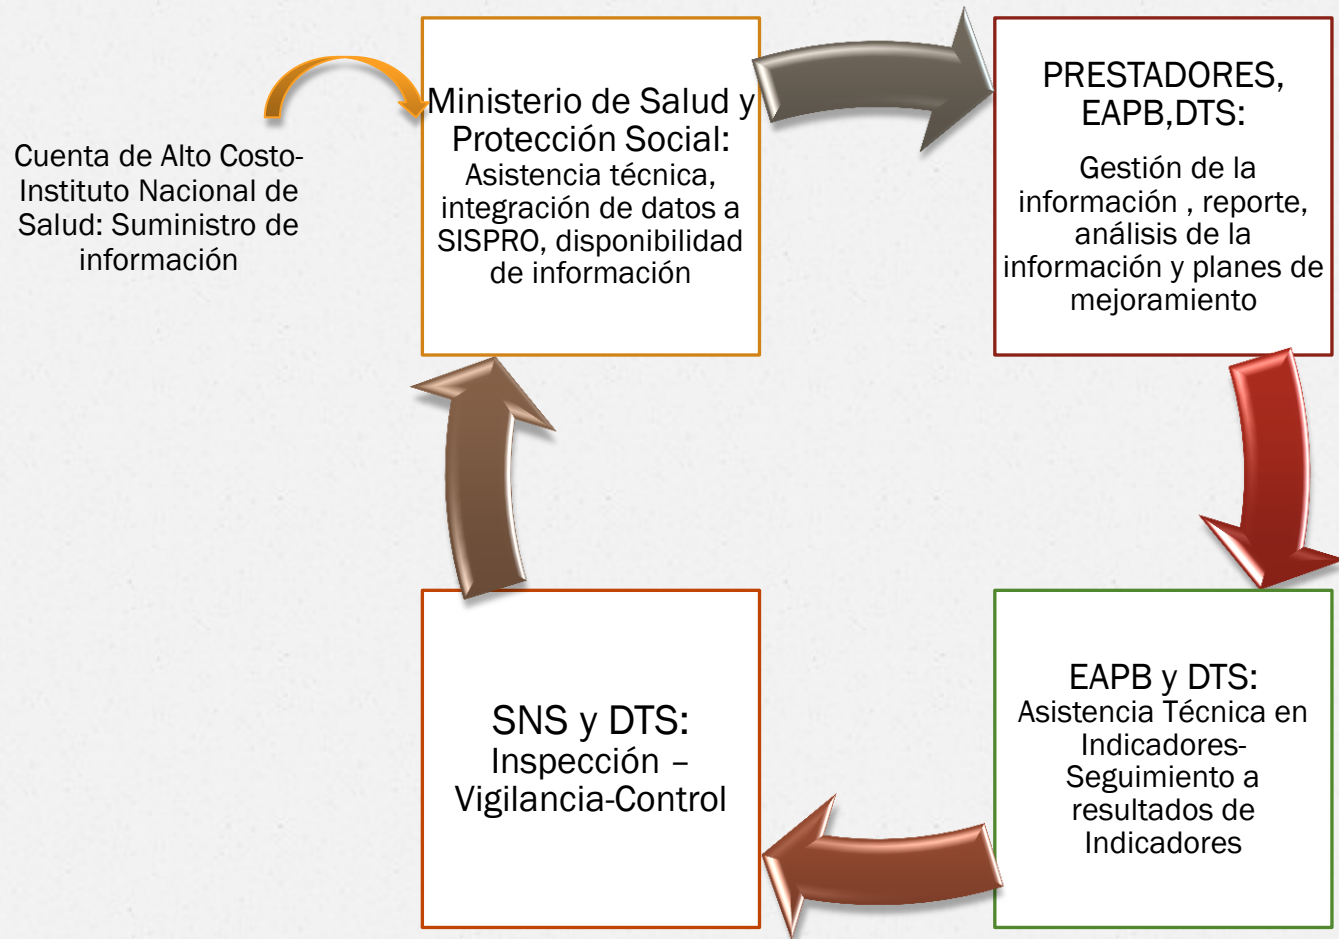 Cuenta de Alto Costo-
Instituto Nacional de
Salud: Suministro de
información
Ministerio de Salud y
Protección Social:
Asistencia técnica,
integración de datos a
SISPRO, disponibilidad
de información
PRESTADORES,
EAPB,DTS:
Gestión de la
información , reporte,
análisis de la
información y planes de
mejoramiento
EAPB y DTS:
Asistencia Técnica en
Indicadores-
Seguimiento a
resultados de
Indicadores
SNS y DTS:
Inspección –
Vigilancia-Control